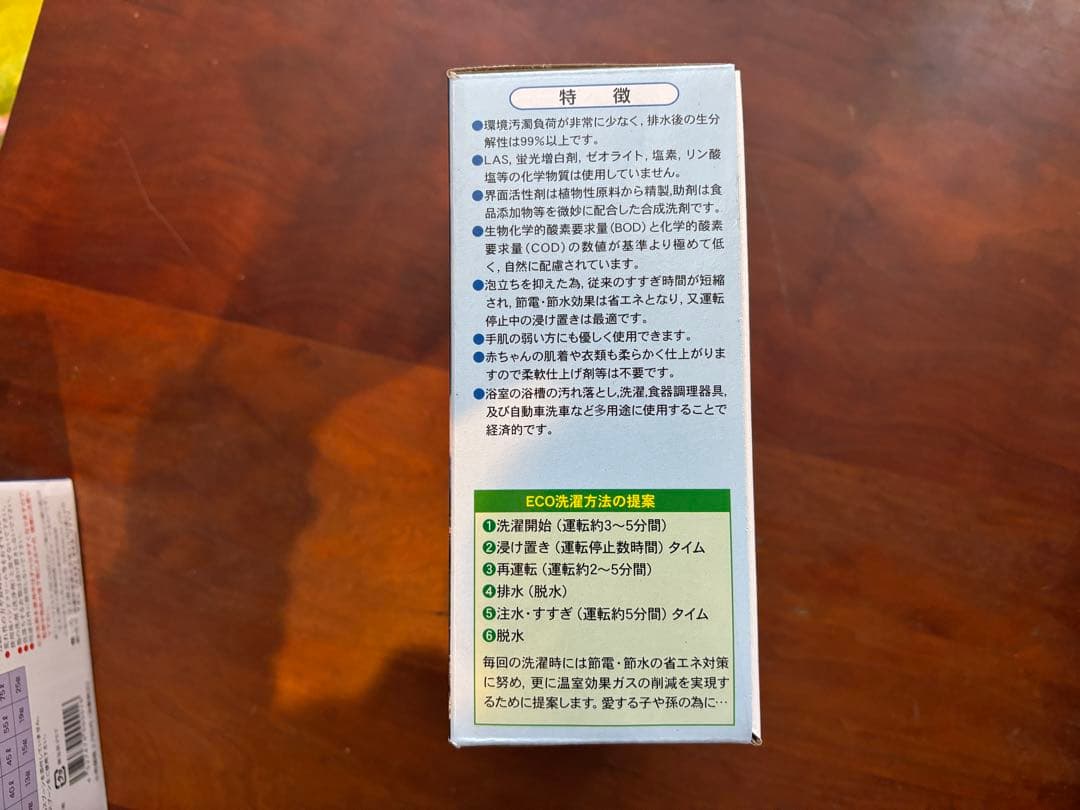 特 徴
●環境汚濁負荷が非常に少なく, 排水後の生分
解性は99%以上です。
●LAS, 蛍光増白剤, ゼオライト, 塩素, リン酸
塩等の化学物質は使用していません。
●界面活性剤は植物性原料から精製,助剤は食
品添加物等を微妙に配合した合成洗剤です。
●生物化学的酸素要求量(BOD)と化学的酸素
要求量(COD)の数値が基準より極めて低
く, 自然に配慮されています。
●泡立ちを抑えた為, 従来のすすぎ時間が短縮
され, 節電・節水効果は省エネとなり, 又運転
停止中の浸け置きは最適です。
●手肌の弱い方にも優しく使用できます。
●赤ちゃんの肌着や衣類も柔らかく仕上がりま
すので柔軟仕上げ剤等は不要です。
●浴室の浴槽の汚れ落とし,洗濯,食器調理器具,
及び自動車洗車など多用途に使用することで
経済的です。
ECO洗濯方法の提案
❶洗濯開始(運転約3〜5分間)
❷浸け置き(運転停止数時間)タイム
❸再運転(運転約2〜5分間)
❹排水(脱水)
❺注水・すすぎ(運転約5分間)タイム
❻脱水
毎回の洗濯時には節電・節水の省エネ対策
に努め, 更に温室効果ガスの削減を実現す
るために提案します。愛する子や孫の為に…
75ℓ 25g
55ℓ 19g
45ℓ 15g
40ℓ 13g